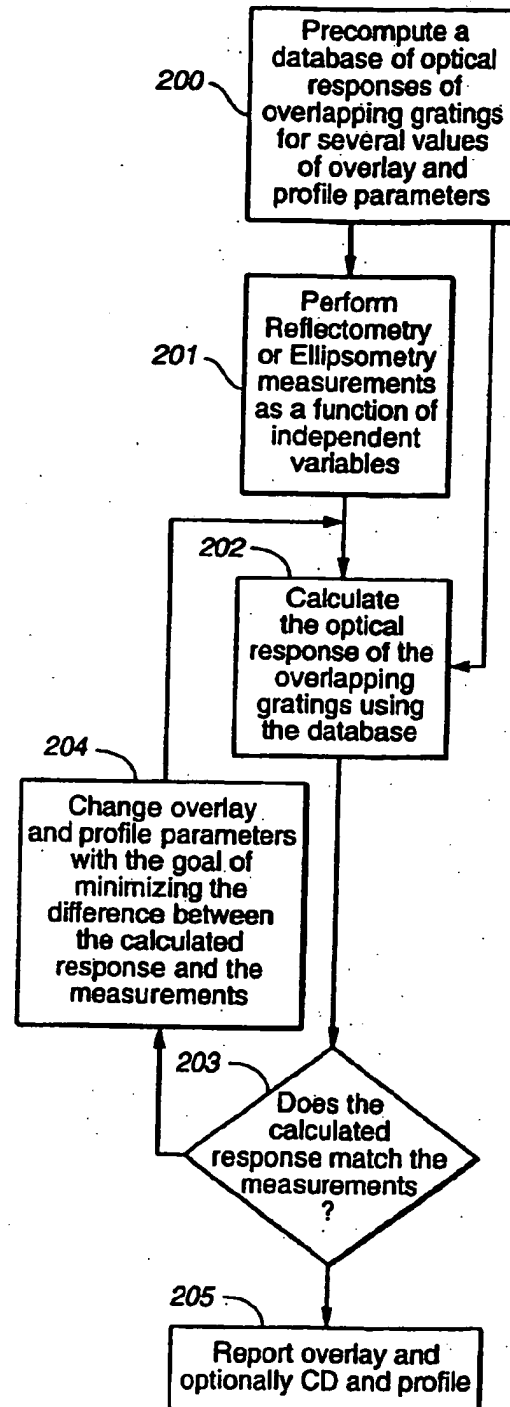 200
Precompute a
database of optical
responses of
overlapping gratings
for several values
of overlay and
profile parameters
201
Perform
Reflectometry
or Ellipsometry
measurements
as a function of
independent
variables
202
Calculate
the optical
response of the
overlapping
gratings using
the database
204
Change overlay
and profile parameters
with the goal of
minimizing the
difference between
the calculated
response and the
measurements
203
Does the
calculated
response match the
measurements
?
205
Report overlay and
optionally CD and profile